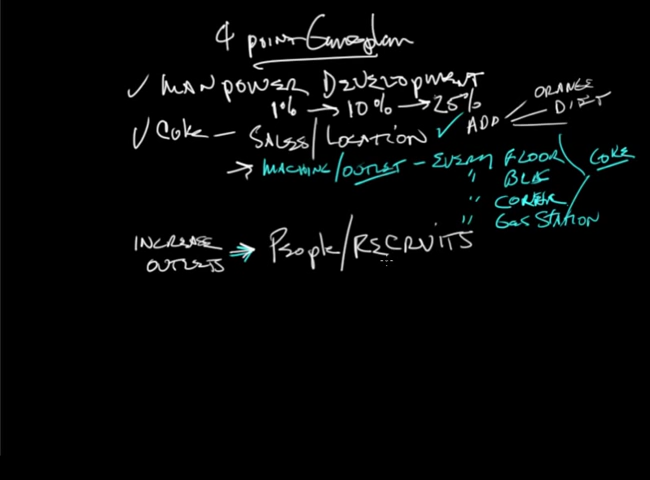 4 POINT Gameplan
✓ MANPOWER DEVELOPMENT
1% → 10% → 25%
✓ COKE — SALES/LOCATION ✓ ADD
ORANGE
DIET
→ MACHINE/OUTLET — EVERY FLOOR
" BLK
" CORNER
" Gas STATION
COKE
INCREASE
OUTLETS ⇒ People/RECRUITS